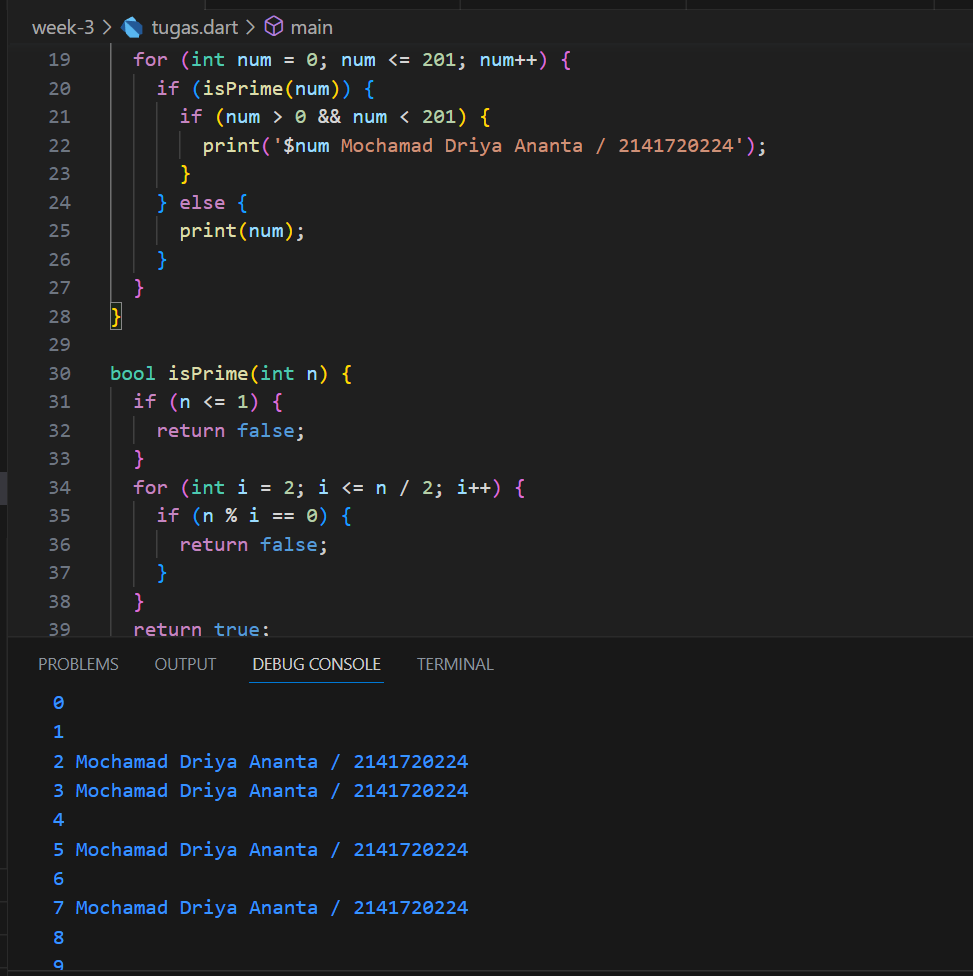 week-3 > tugas.dart > main
19 for (int num = 0; num <= 201; num++) {
20 if (isPrime(num)) {
21 if (num > 0 && num < 201) {
22 print('$num Mochamad Driya Ananta / 2141720224');
23 }
24 } else {
25 print(num);
26 }
27 }
28 }
29
30 bool isPrime(int n) {
31 if (n <= 1) {
32 return false;
33 }
34 for (int i = 2; i <= n / 2; i++) {
35 if (n % i == 0) {
36 return false;
37 }
38 }
39 return true;
PROBLEMS OUTPUT DEBUG CONSOLE TERMINAL
0
1
2 Mochamad Driya Ananta / 2141720224
3 Mochamad Driya Ananta / 2141720224
4
5 Mochamad Driya Ananta / 2141720224
6
7 Mochamad Driya Ananta / 2141720224
8
9